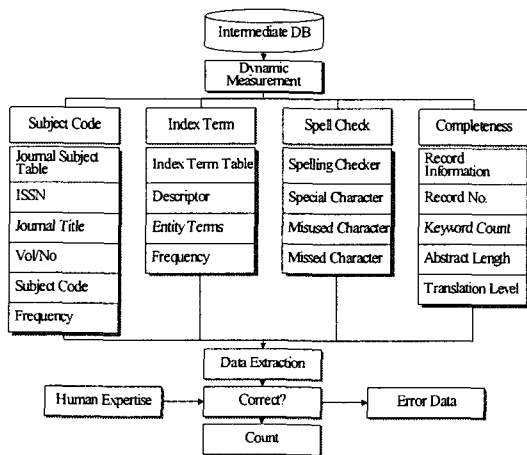 Intermediate DB
Dynamic
Measurement
Subject Code
Journal Subject
Table
ISSN
Journal Title
Vol/No
Subject Code
Frequency
Index Term
Index Term Table
Descriptor
Entity Terms
Frequency
Spell Check
Spelling Checker
Special Character
Misused Character
Missed Character
Completeness
Record
Information
Record No.
Keyword Count
Abstract Length
Translation Level
Data Extraction
Human Expertise
Correct?
Error Data
Count